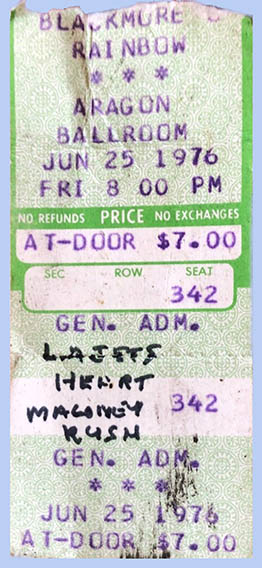 BLACKMORE'S
RAINBOW
* * *
ARAGON
BALLROOM
JUN 25 1976
FRI 8 00 PM
NO REFUNDS PRICE NO EXCHANGES
AT-DOOR $7.00
SEC ROW SEAT
342
GEN. ADM.
HEART
MALONEY 342
RUSH
GEN. ADM.
* * *
JUN 25 1976
AT-DOOR $7.00